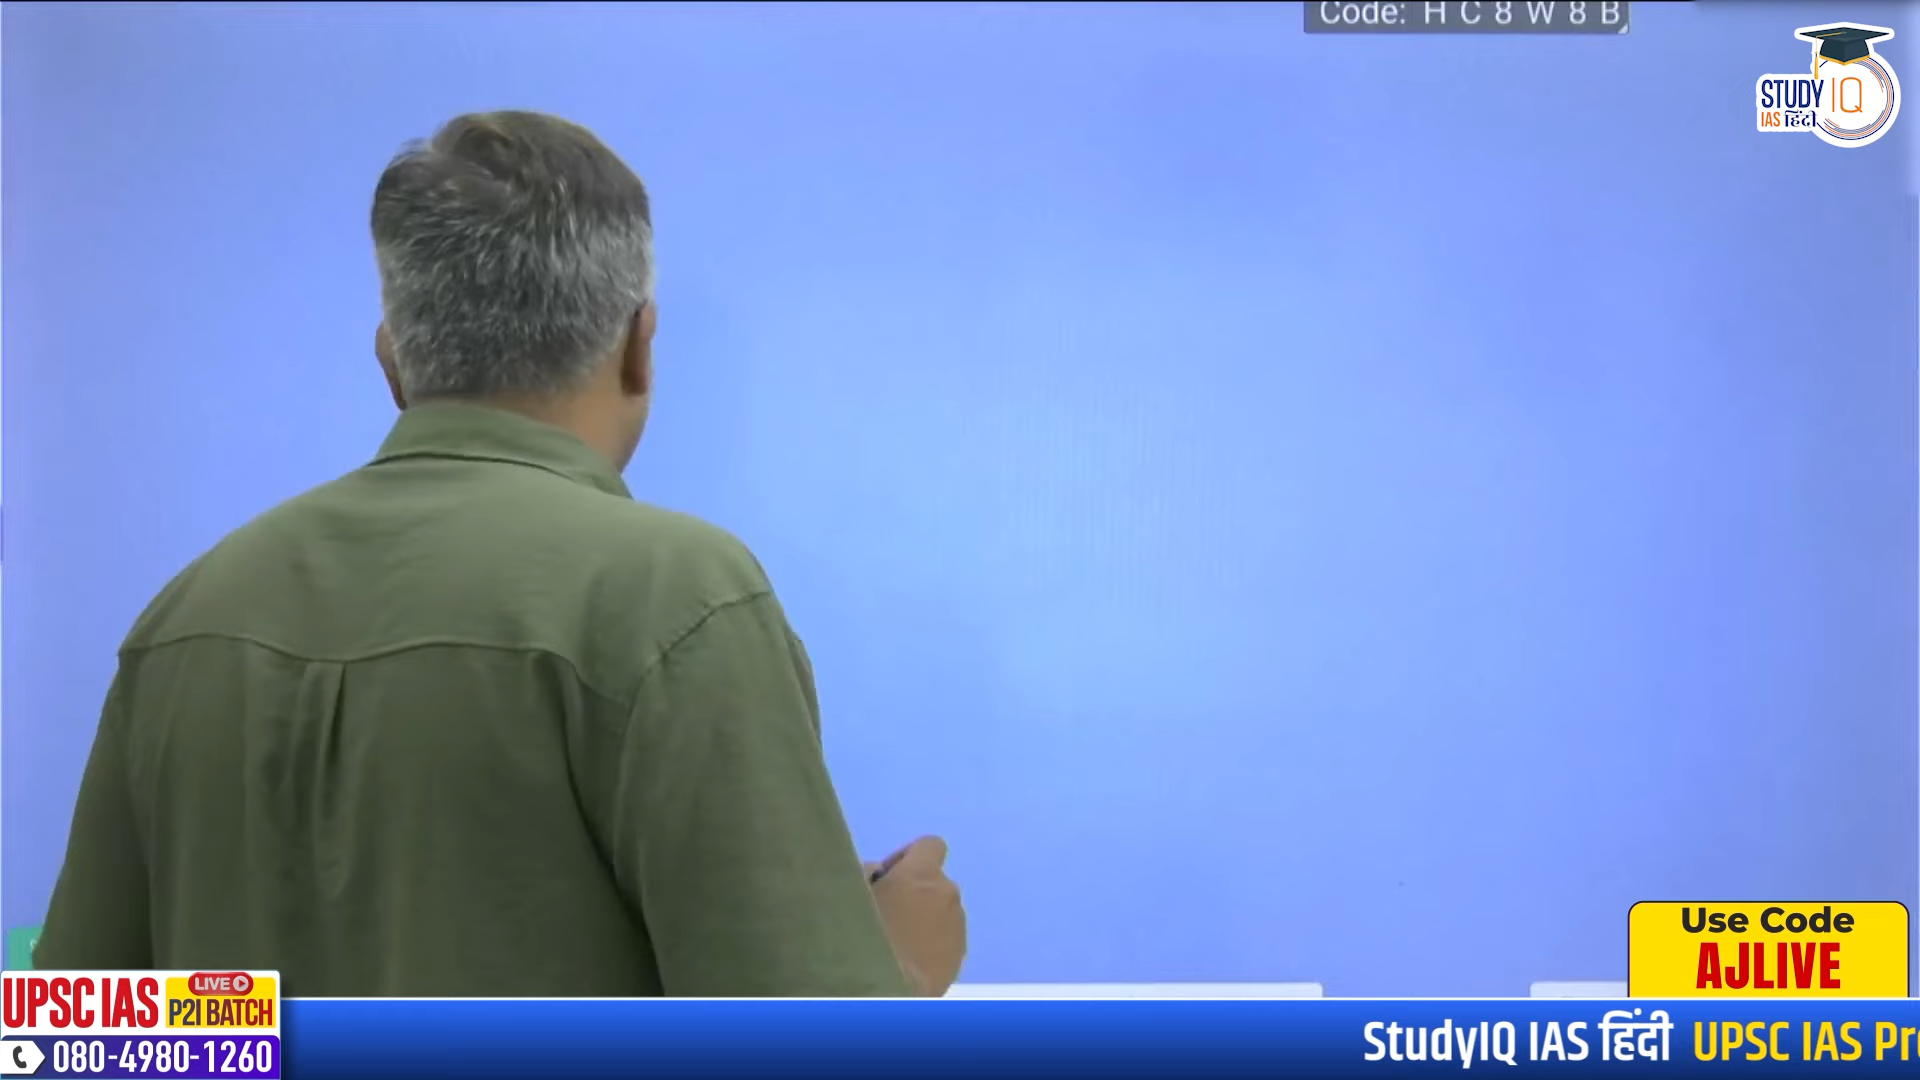 Code: H C 8 W 8 B
STUDY IQ
IAS हिंदी
Use Code
AJLIVE
UPSC IAS LIVE
P2I BATCH
080-4980-1260
StudyIQ IAS हिंदी UPSC IAS Pr